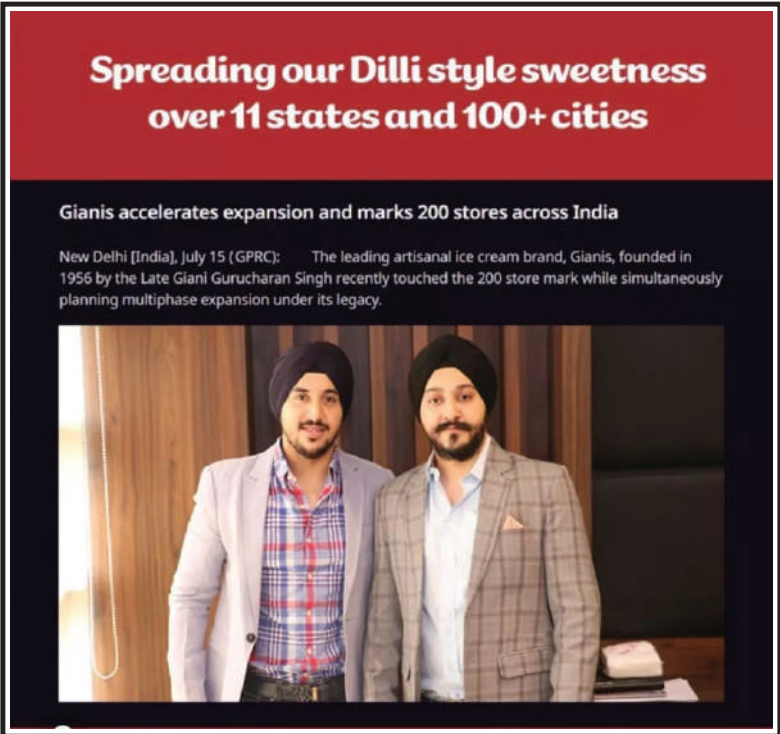 Spreading our Dilli style sweetness
over 11 states and 100+ cities
Gianis accelerates expansion and marks 200 stores across India
New Delhi [India], July 15 (GPRC): The leading artisanal ice cream brand, Gianis, founded in
1956 by the Late Giani Gurucharan Singh recently touched the 200 store mark while simultaneously
planning multiphase expansion under its legacy.